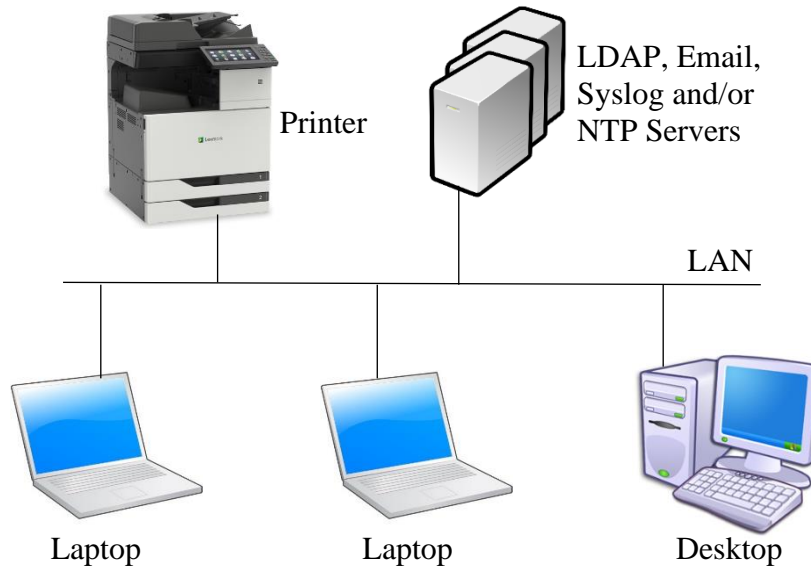 Printer
LDAP, Email,
Syslog and/or
NTP Servers
LAN
Laptop
Laptop
Desktop